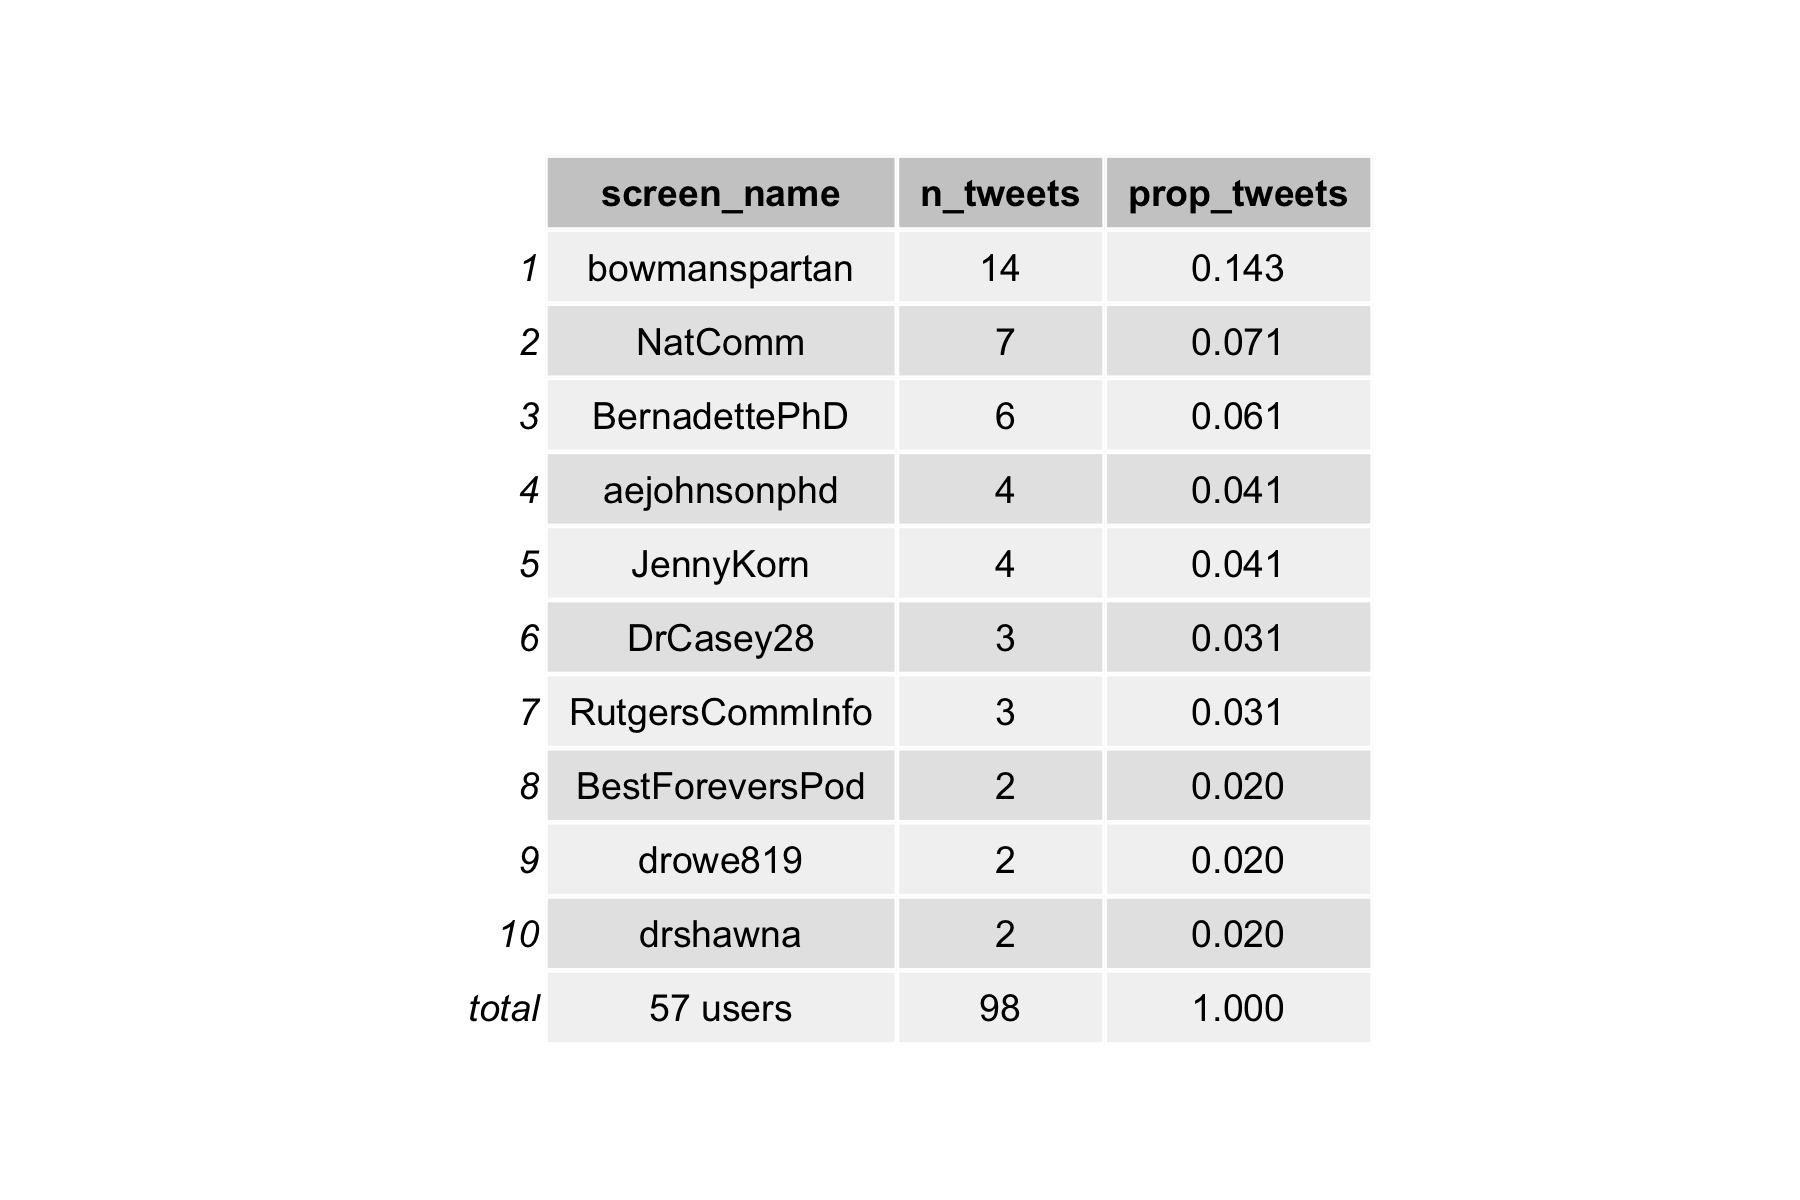 screen_name n_tweets prop_tweets
1 bowmanspartan 14 0.143
2 NatComm 7 0.071
3 BernadettePhD 6 0.061
4 aejohnsonphd 4 0.041
5 JennyKorn 4 0.041
6 DrCasey28 3 0.031
7 RutgersCommInfo 3 0.031
8 BestForeversPod 2 0.020
9 drowe819 2 0.020
10 drshawna 2 0.020
total 57 users 98 1.000